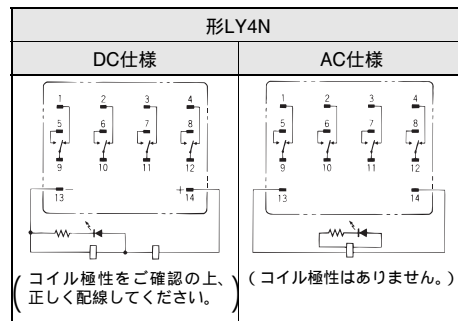 形LY4N
DC仕様 AC仕様
1 2 3 4
5 6 7 8
9 10 11 12
13 − + 14
1 2 3 4
5 6 7 8
9 10 11 12
13 14
(コイル極性をご確認の上、
正しく配線してください。)
(コイル極性はありません。)